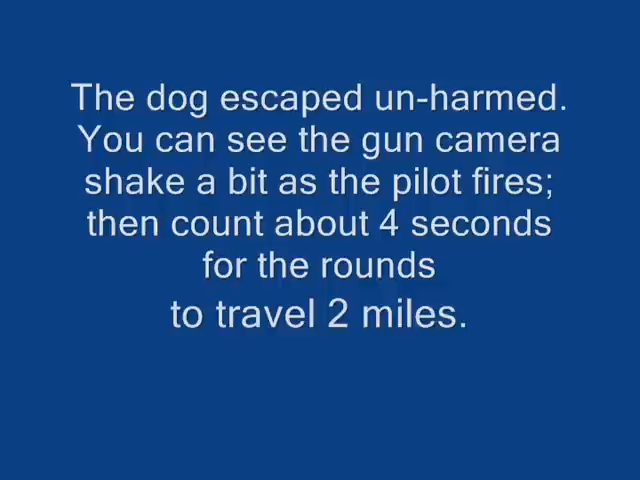 The dog escaped un-harmed.
You can see the gun camera
shake a bit as the pilot fires;
then count about 4 seconds
for the rounds
to travel 2 miles.